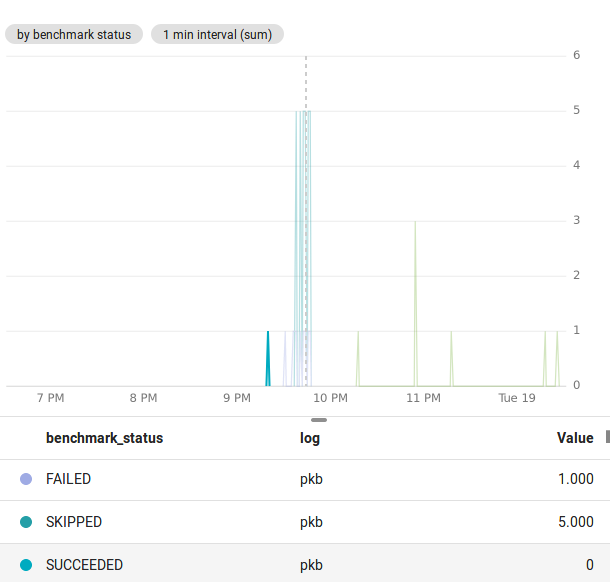 by benchmark status 1 min interval (sum)
6
5
4
3
2
1
0
7 PM 8 PM 9 PM 10 PM 11 PM Tue 19
benchmark_status log Value
FAILED pkb 1.000
SKIPPED pkb 5.000
SUCCEEDED pkb 0